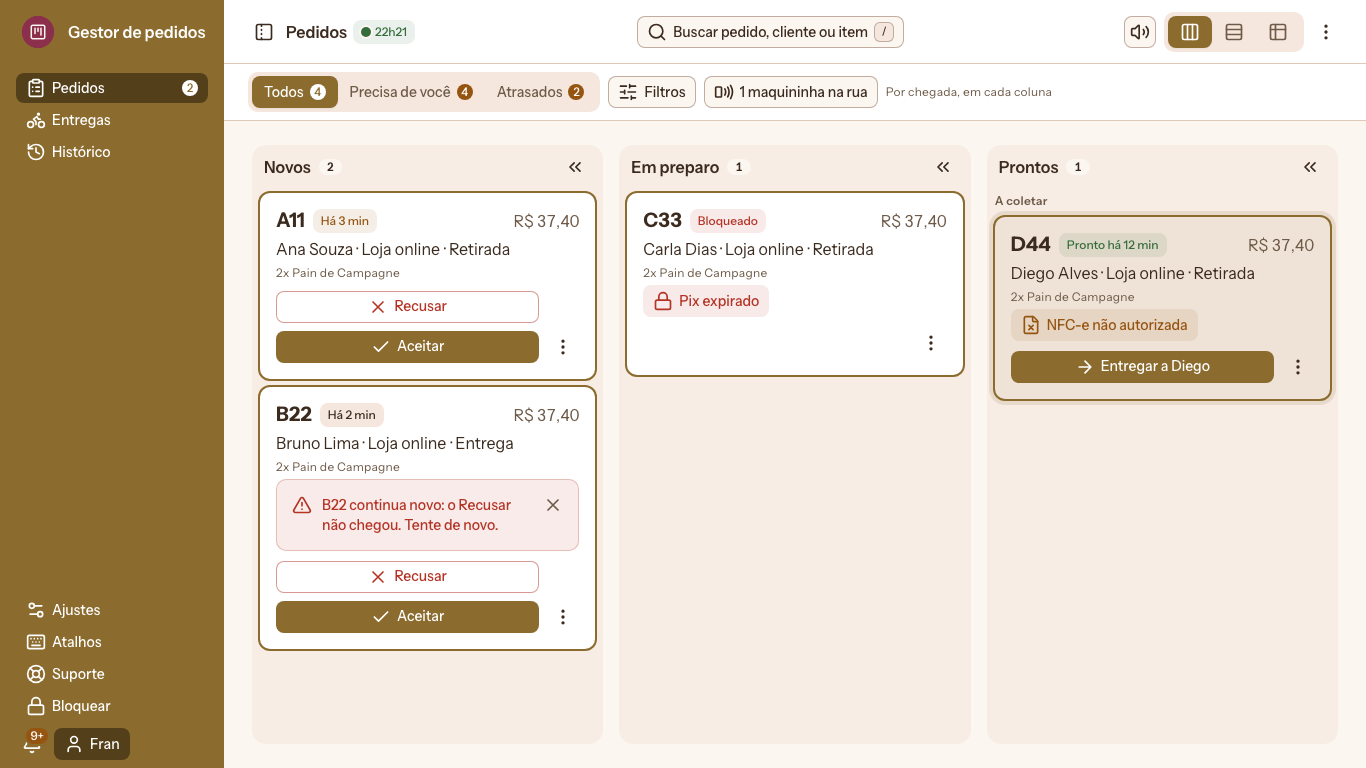 Gestor de pedidos
Pedidos 2
Entregas
Histórico
Ajustes
Atalhos
Suporte
Bloquear
9+
Fran
Pedidos 22h21
Buscar pedido, cliente ou item /
Todos 4 Precisa de você 4 Atrasados 2 Filtros 1 maquininha na rua Por chegada, em cada coluna
Novos 2
A11 Há 3 min R$ 37,40
Ana Souza · Loja online · Retirada
2x Pain de Campagne
Recusar
Aceitar
B22 Há 2 min R$ 37,40
Bruno Lima · Loja online · Entrega
2x Pain de Campagne
B22 continua novo: o Recusar
não chegou. Tente de novo.
Recusar
Aceitar
Em preparo 1
C33 Bloqueado R$ 37,40
Carla Dias · Loja online · Retirada
2x Pain de Campagne
Pix expirado
Prontos 1
A coletar
D44 Pronto há 12 min R$ 37,40
Diego Alves · Loja online · Retirada
2x Pain de Campagne
NFC-e não autorizada
Entregar a Diego